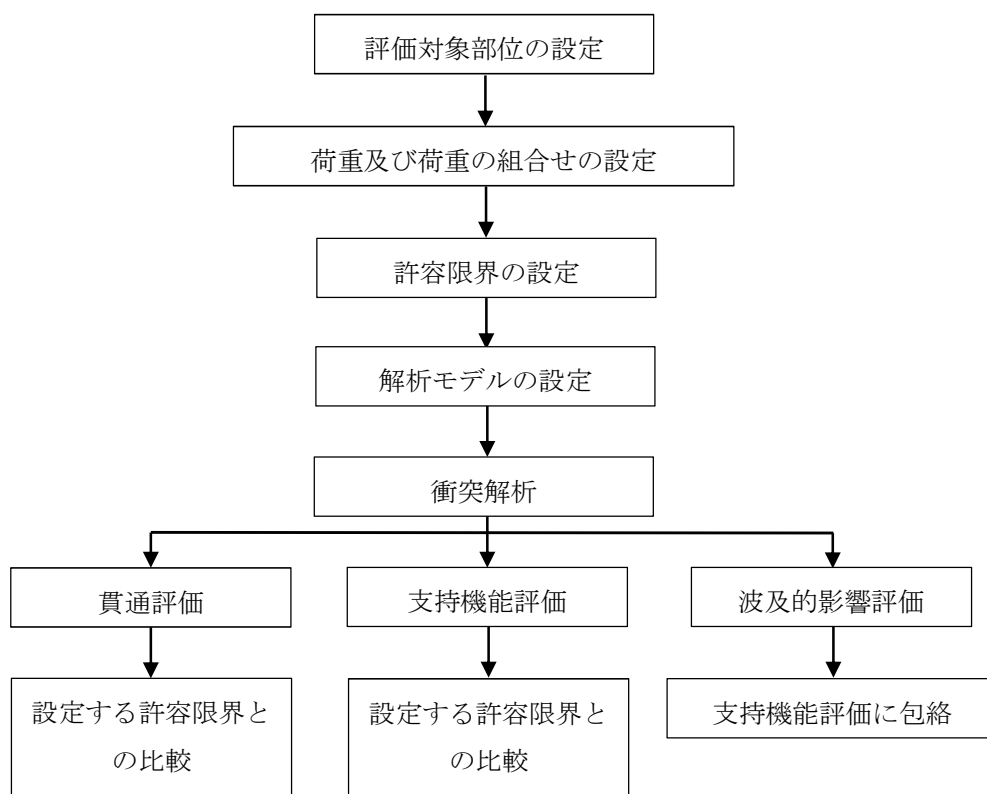 評価対象部位の設定
荷重及び荷重の組合せの設定
許容限界の設定
解析モデルの設定
衝突解析
貫通評価
支持機能評価
波及的影響評価
設定する許容限界と
の比較
設定する許容限界と
の比較
支持機能評価に包絡